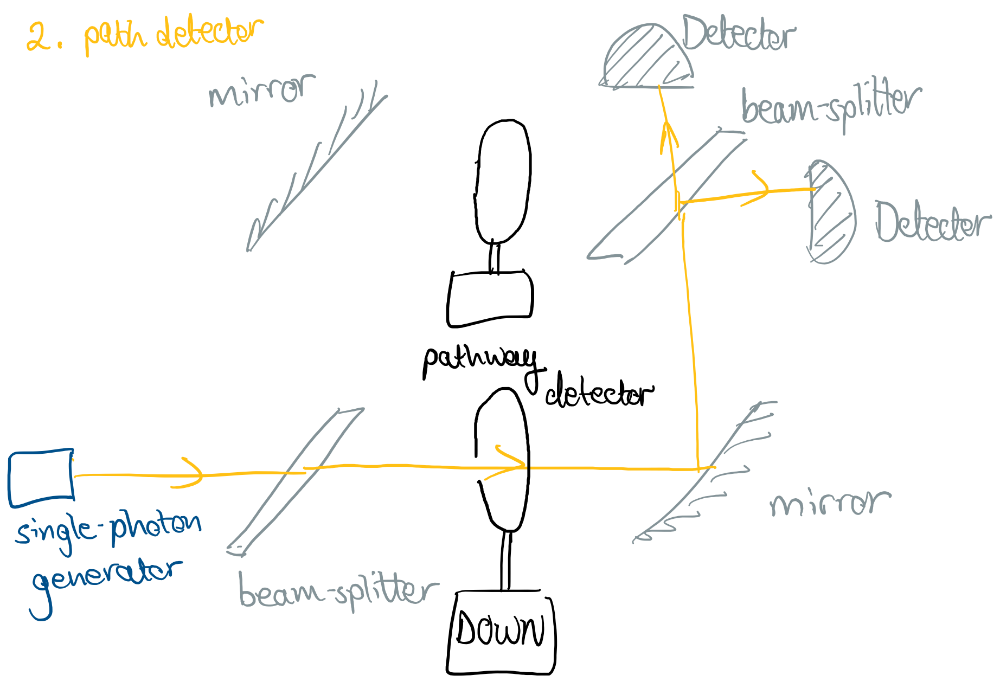 2. path detector
Detector
mirror
beam-splitter
Detector
pathway
detector
mirror
single-photon
generator
beam-splitter
DOWN